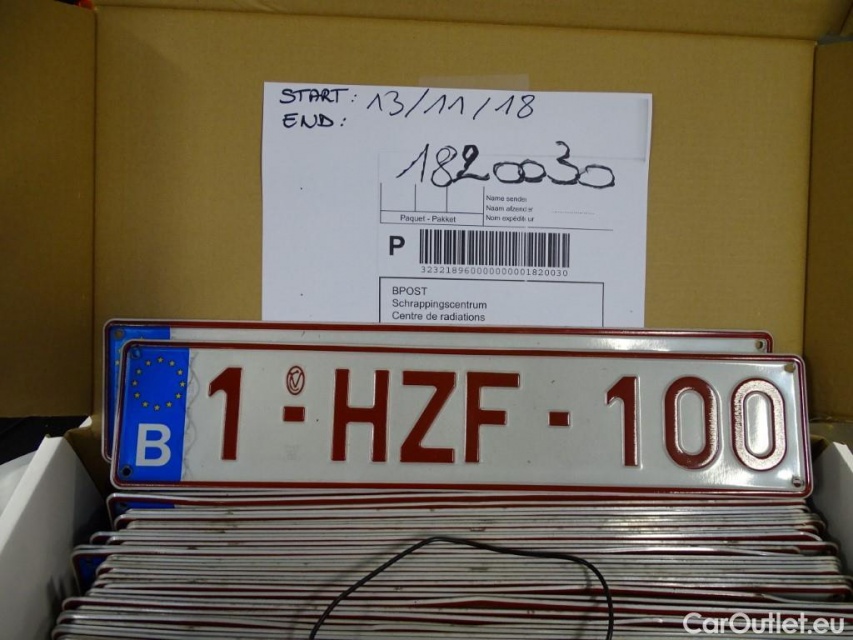 START: 13/11/18
END:
1820030
Name sender
Naam afzender
Paquet - Pakket
Nom expéditeur
P
32321896000000001820030
BPOST
Schrappingscentrum
Centre de radiations
B
1-HZF-100
CarOutlet.eu